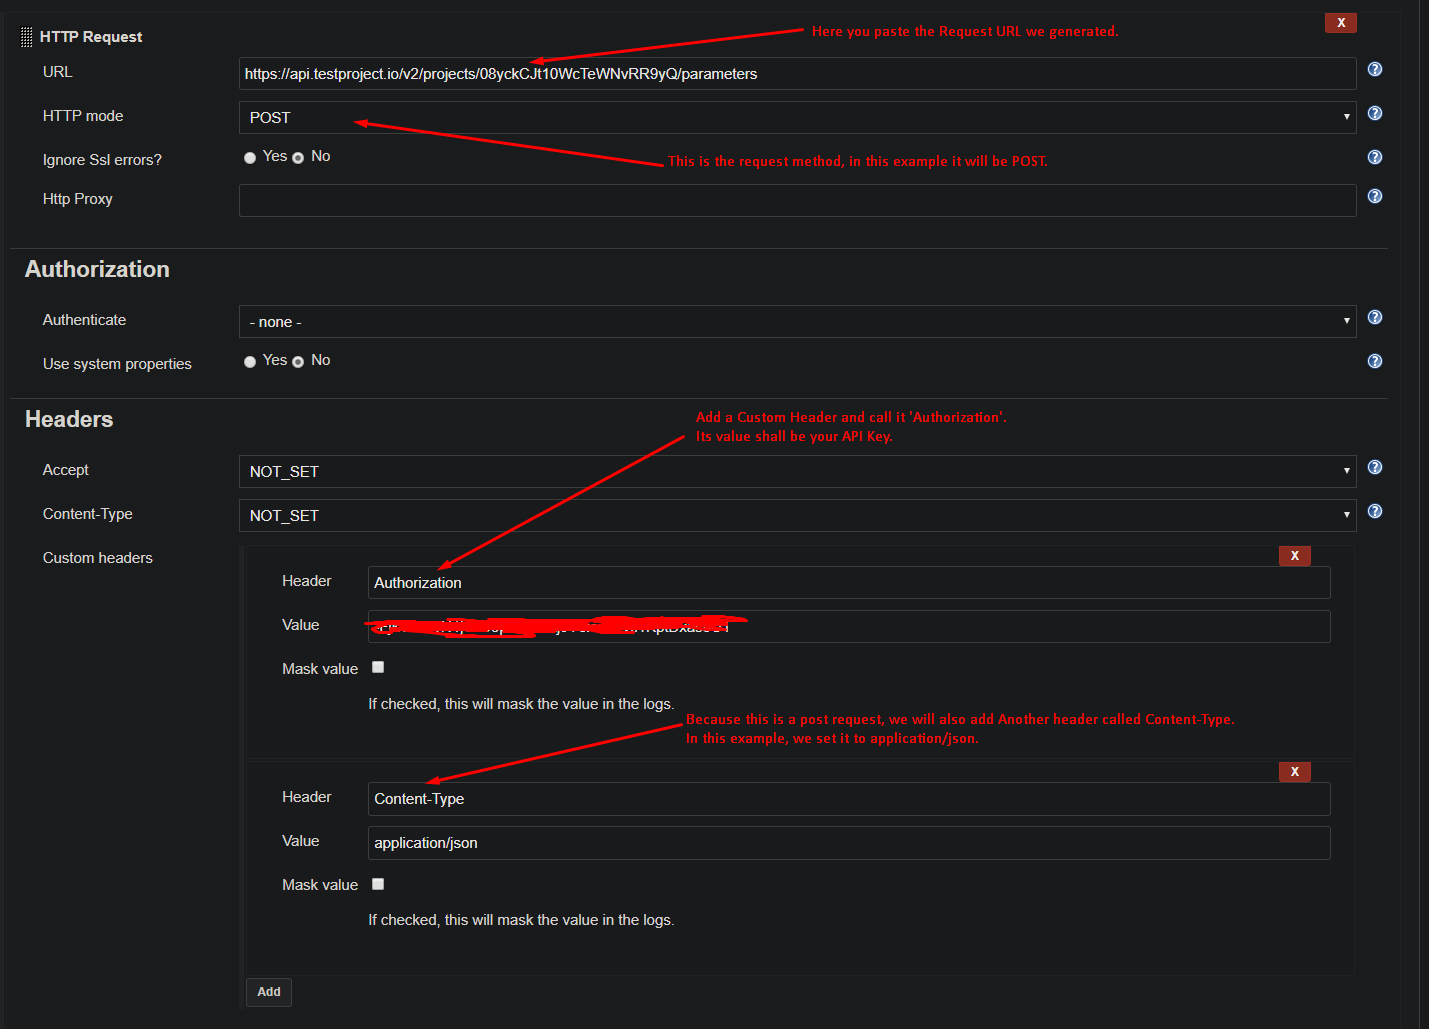 X
HTTP Request
Here you paste the Request URL we generated.
URL
https://api.testproject.io/v2/projects/08yckCJt10WcTeWNvRR9yQ/parameters
?
HTTP mode
POST
?
Ignore Ssl errors?
Yes No
This is the request method, in this example it will be POST.
?
Http Proxy
?
Authorization
Authenticate
- none -
?
Use system properties
Yes No
?
Headers
Add a Custom Header and call it 'Authorization'.
Its value shall be your API Key.
Accept
NOT_SET
?
Content-Type
NOT_SET
?
Custom headers
X
Header
Authorization
Value
Mask value
If checked, this will mask the value in the logs.
Because this is a post request, we will also add Another header called Content-Type.
In this example, we set it to application/json.
X
Header
Content-Type
Value
application/json
Mask value
If checked, this will mask the value in the logs.
Add